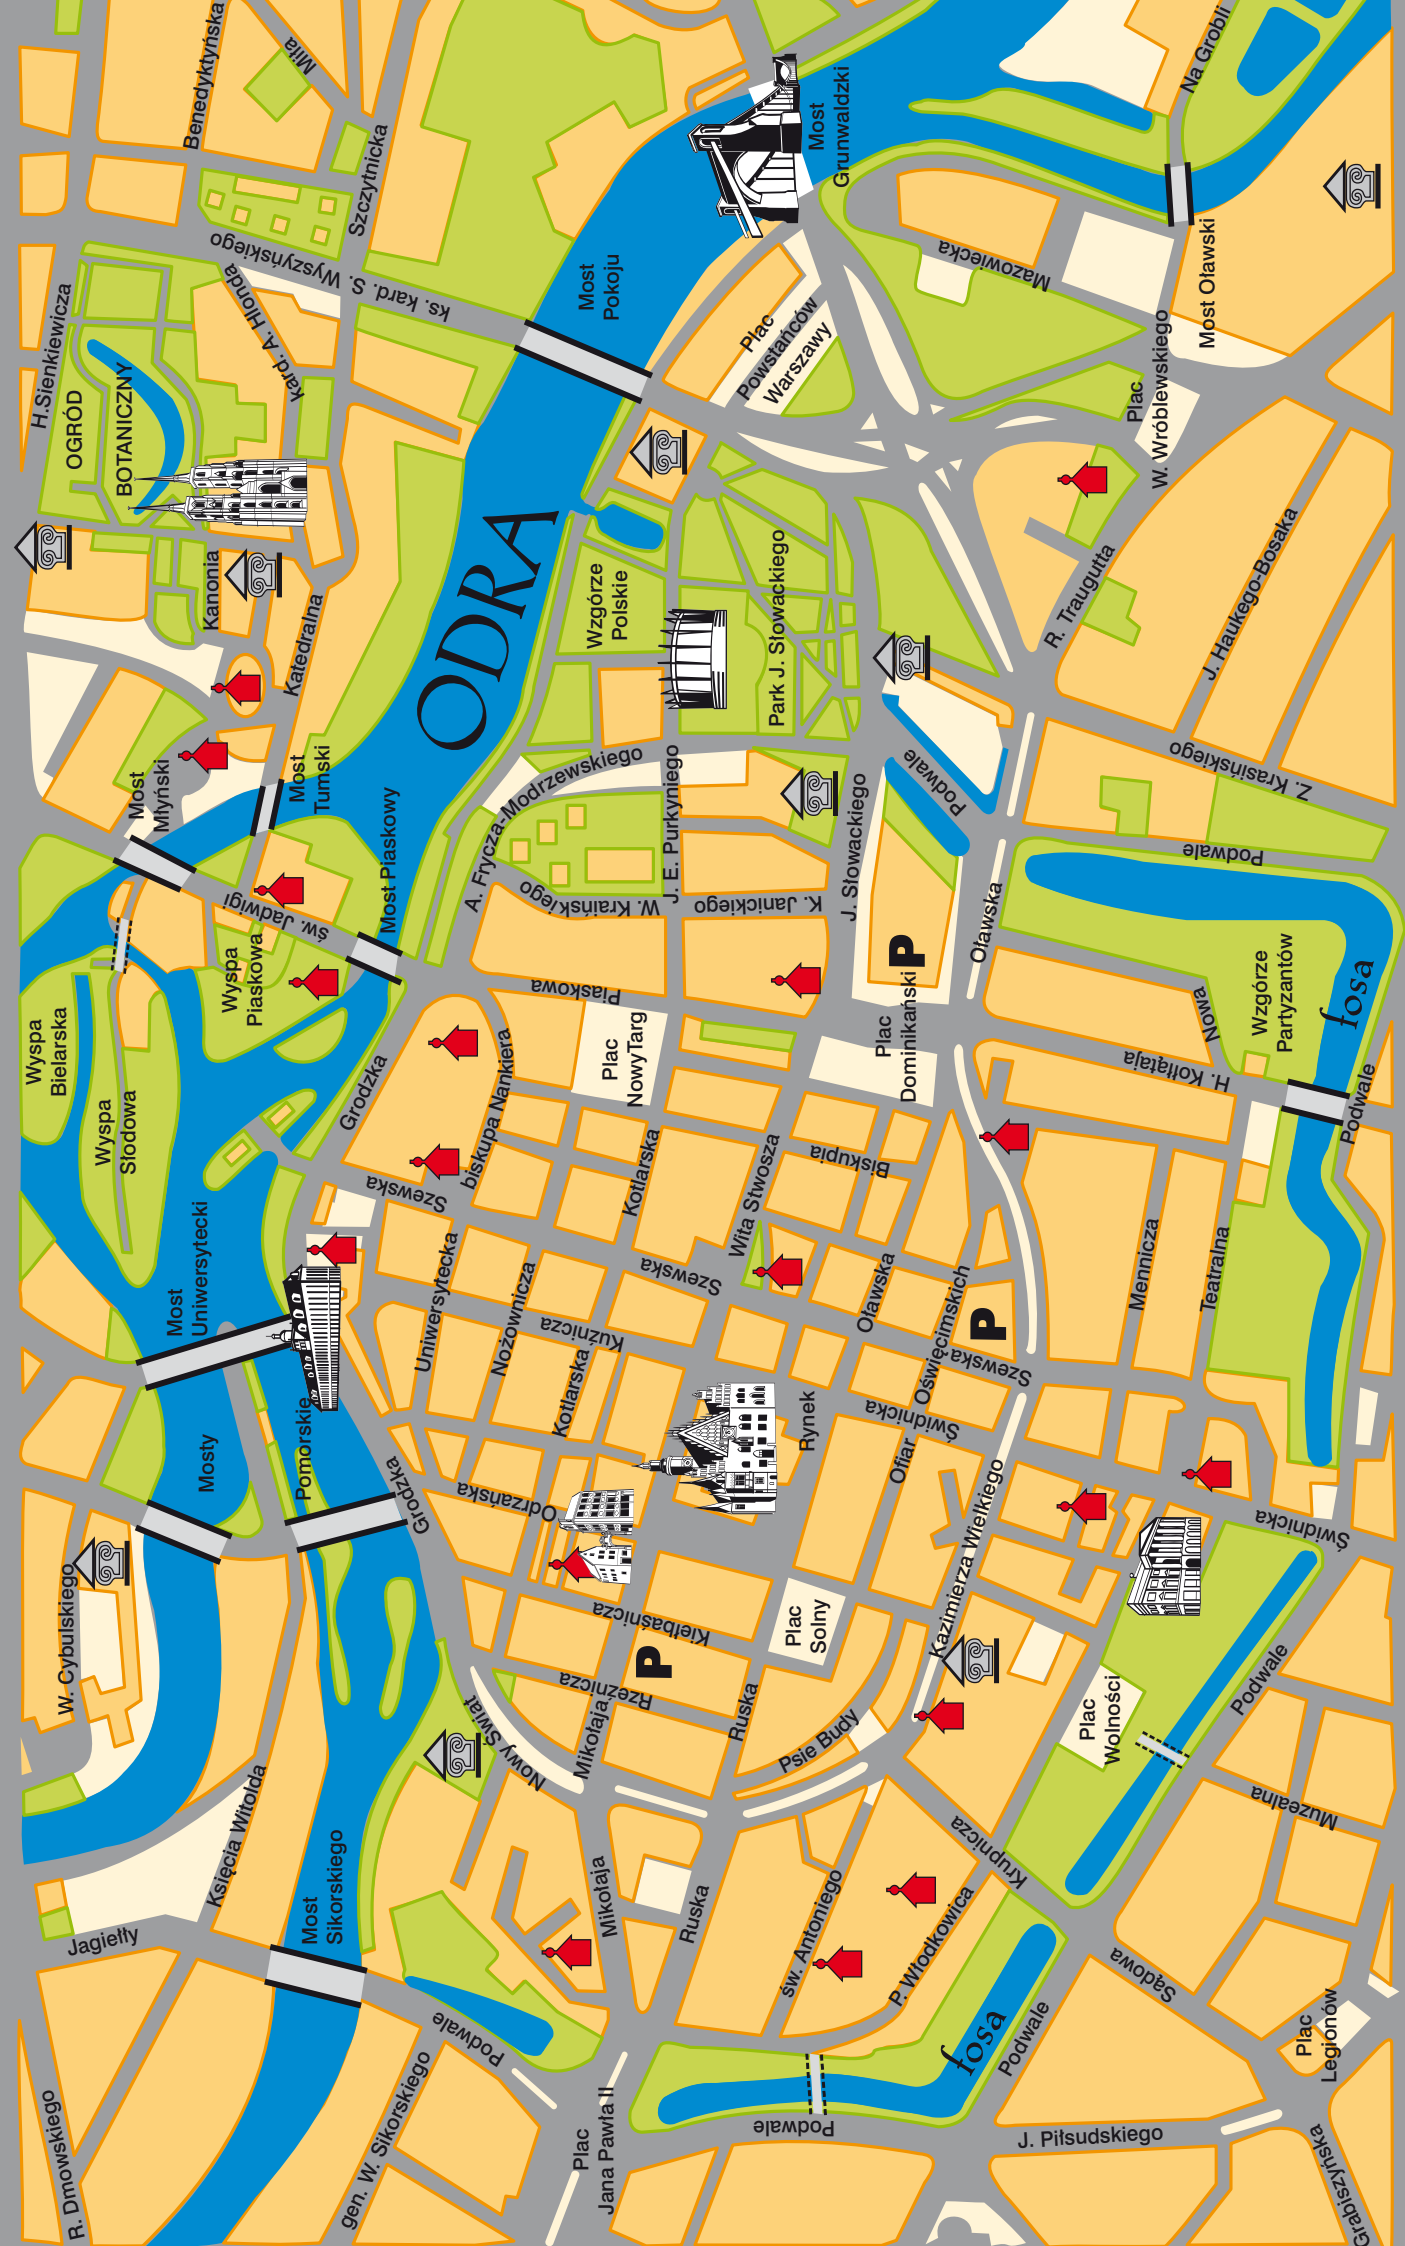 R. Dmowskiego
Jagiełły
gen. W. Sikorskiego
Księcia Witolda
Most
Sikorskiego
Podwale
Plac
Jana Pawła II
Podwale
W. Cybulskiego
Mosty
Pomorskie
Most
Uniwersytecki
Wyspa
Bielarska
Wyspa
Słodowa
Wyspa
Piaskowa
św. Jadwigi
Most
Młyński
Most
Tumski
Most Piaskowy
Katedralna
Kanonia
OGRÓD
BOTANICZNY
H.Sienkiewicza
kard. A. Hlonda
ks. kard. S. Wyszyńskiego
Szczytnicka
Benedyktyńska
Miła
ODRA
Most
Pokoju
Most
Grunwaldzki
Na Grobli
Most Oławski
Mazowiecka
Plac
Powstańców
Warszawy
Plac
W. Wróblewskiego
Wzgórze
Polskie
Park J. Słowackiego
A. Frycza-Modrzewskiego
J. E. Purkyniego
W. Kraińskiego
K. Janickiego
J. Słowackiego
Podwale
R. Traugutta
J. Haukego-Bosaka
Z. Krasińskiego
Podwale
Oławska
P
Plac
Dominikański
Piaskowa
Plac
NowyTarg
Grodzka
biskupa Nankiera
Szewska
Uniwersytecka
Nożownicza
Kuźnicza
Kotlarska
Kotlarska
Szewska
Wita Stwosza
Biskupia
Oławska
Ofiar
Oświęcimskich
P
Szewska
Świdnicka
Rynek
Odrzańska
Grodzka
Kiełbaśnicza
P
Rzeźnicza
Nowy Świat
Mikołaja
Mikołaja
Ruska
Ruska
Plac
Solny
Psie Budy
Kazimierza Wielkiego
św. Antoniego
P. Włodkowica
Krupnicza
Plac
Wolności
Podwale
Świdnicka
Mennicza
Teatralna
H. Kołłątaja
Nowa
Wzgórze
Partyzantów
fosa
Podwale
Muzealna
Sądowa
Podwale
fosa
J. Piłsudskiego
Plac
Legionów
Grabiszyńska